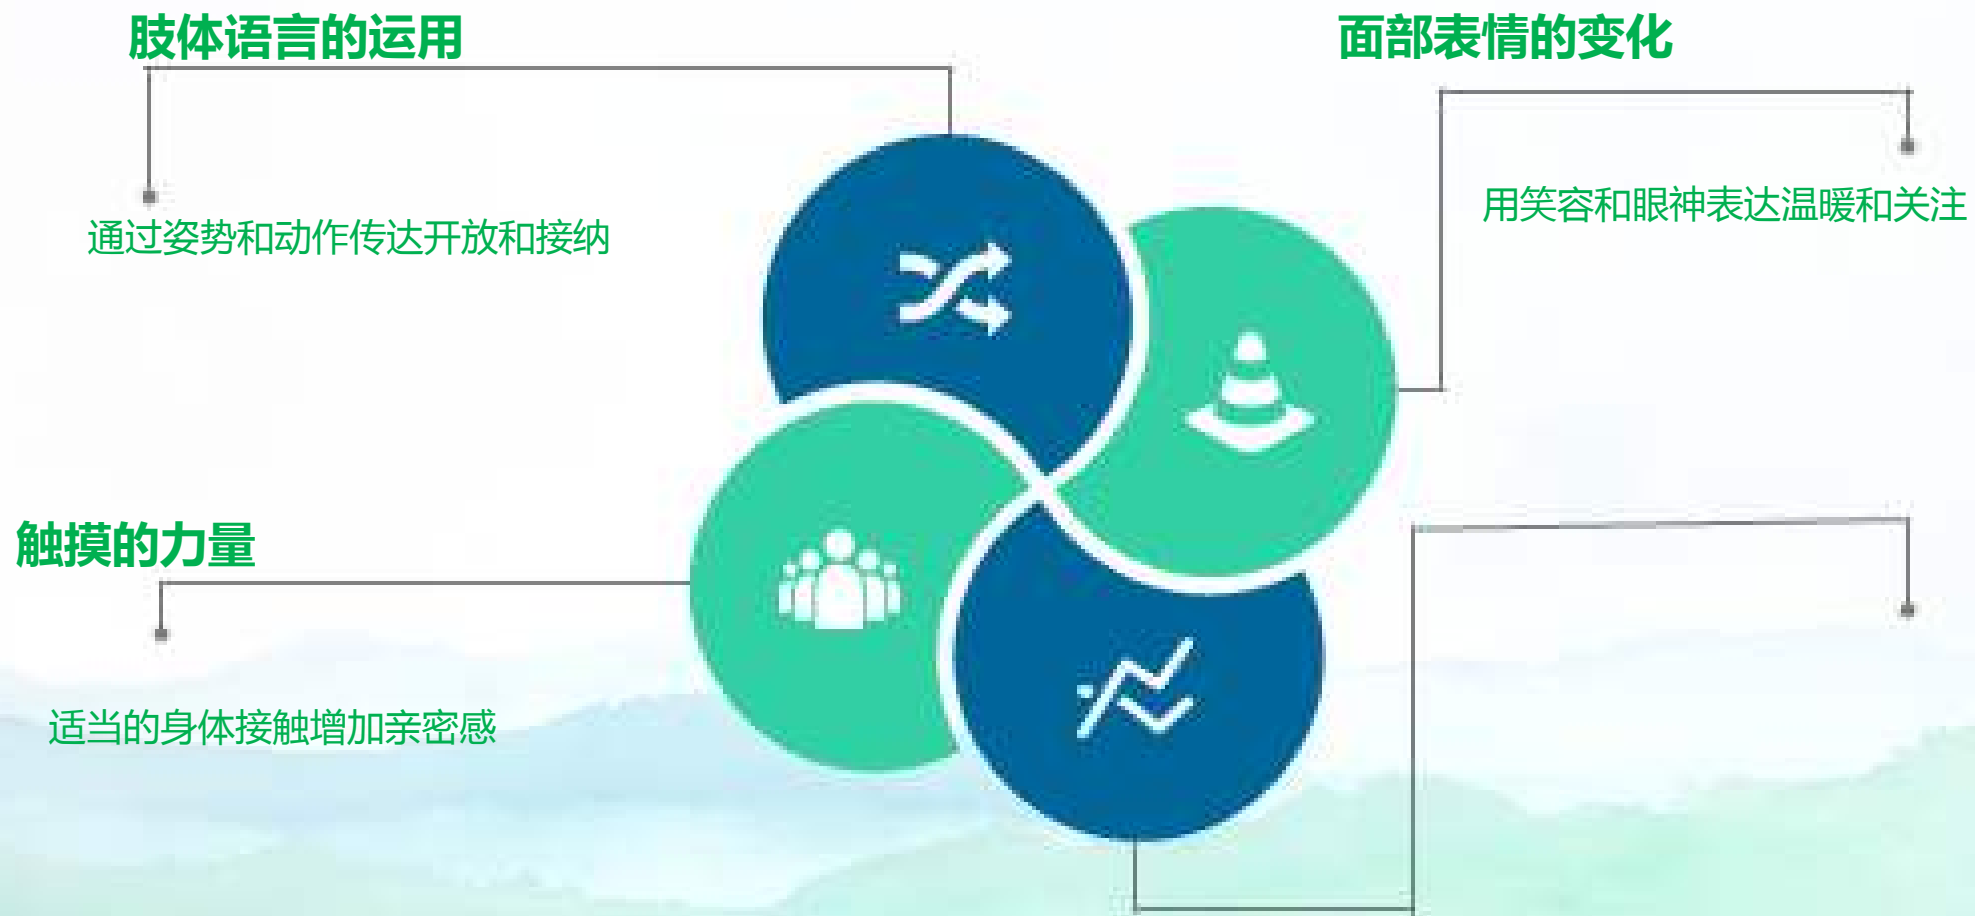 肢体语言的运用
通过姿势和动作传达开放和接纳
面部表情的变化
用笑容和眼神表达温暖和关注
触摸的力量
适当的身体接触增加亲密感